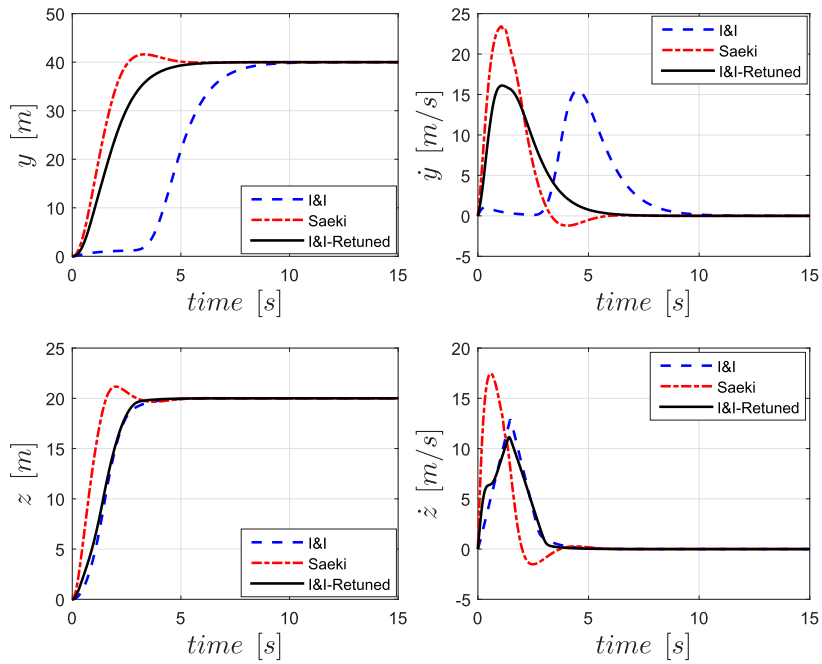 50
40
30
20
10
0
y [m]
I&I
Saeki
I&I-Retuned
0 5 10 15
time [s]
25
20
15
10
5
0
-5
ẏ [m/s]
I&I
Saeki
I&I-Retuned
0 5 10 15
time [s]
25
20
15
10
5
0
z [m]
I&I
Saeki
I&I-Retuned
0 5 10 15
time [s]
20
15
10
5
0
-5
ż [m/s]
I&I
Saeki
I&I-Retuned
0 5 10 15
time [s]